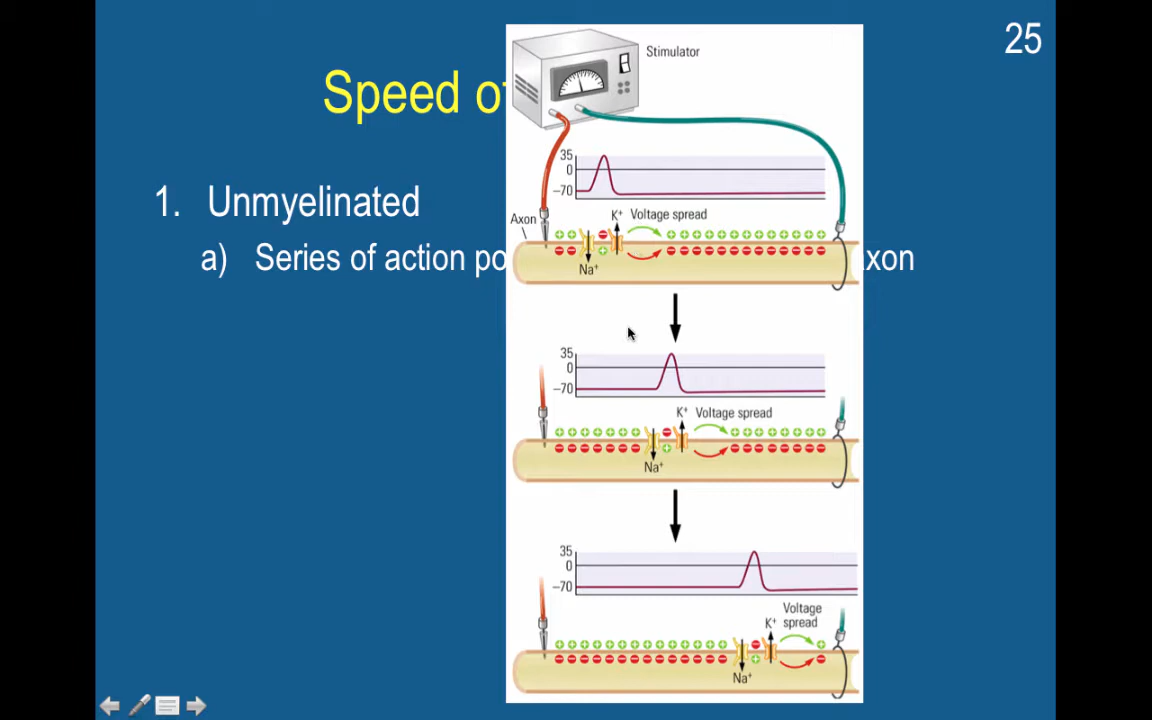 25
Speed of
Stimulator
1. Unmyelinated
a) Series of action po
35
0
−70
Axon
K⁺ Voltage spread
Na⁺
35
0
−70
K⁺ Voltage spread
Na⁺
35
0
−70
Voltage
K⁺ spread
Na⁺